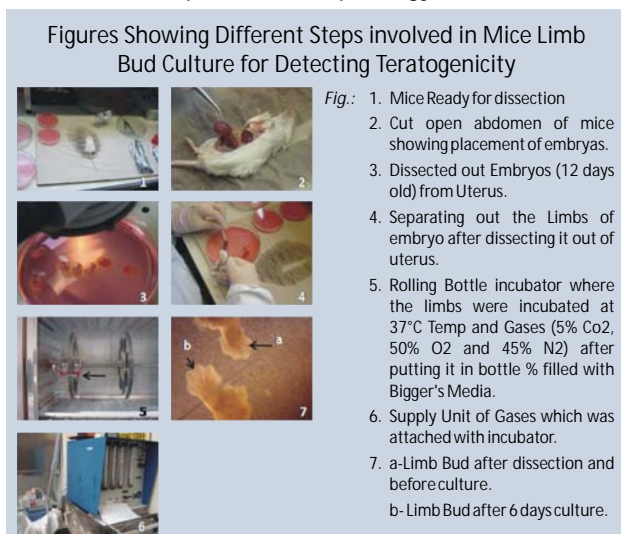 Figures Showing Different Steps involved in Mice Limb
Bud Culture for Detecting Teratogenicity
1
2
3
4
5
b
a
7
6
Fig.: 1. Mice Ready for dissection
2. Cut open abdomen of mice
showing placement of embryas.
3. Dissected out Embryos (12 days
old) from Uterus.
4. Separating out the Limbs of
embryo after dissecting it out of
uterus.
5. Rolling Bottle incubator where
the limbs were incubated at
37°C Temp and Gases (5% Co2,
50% O2 and 45% N2) after
putting it in bottle % filled with
Bigger's Media.
6. Supply Unit of Gases which was
attached with incubator.
7. a-Limb Bud after dissection and
before culture.
b- Limb Bud after 6 days culture.